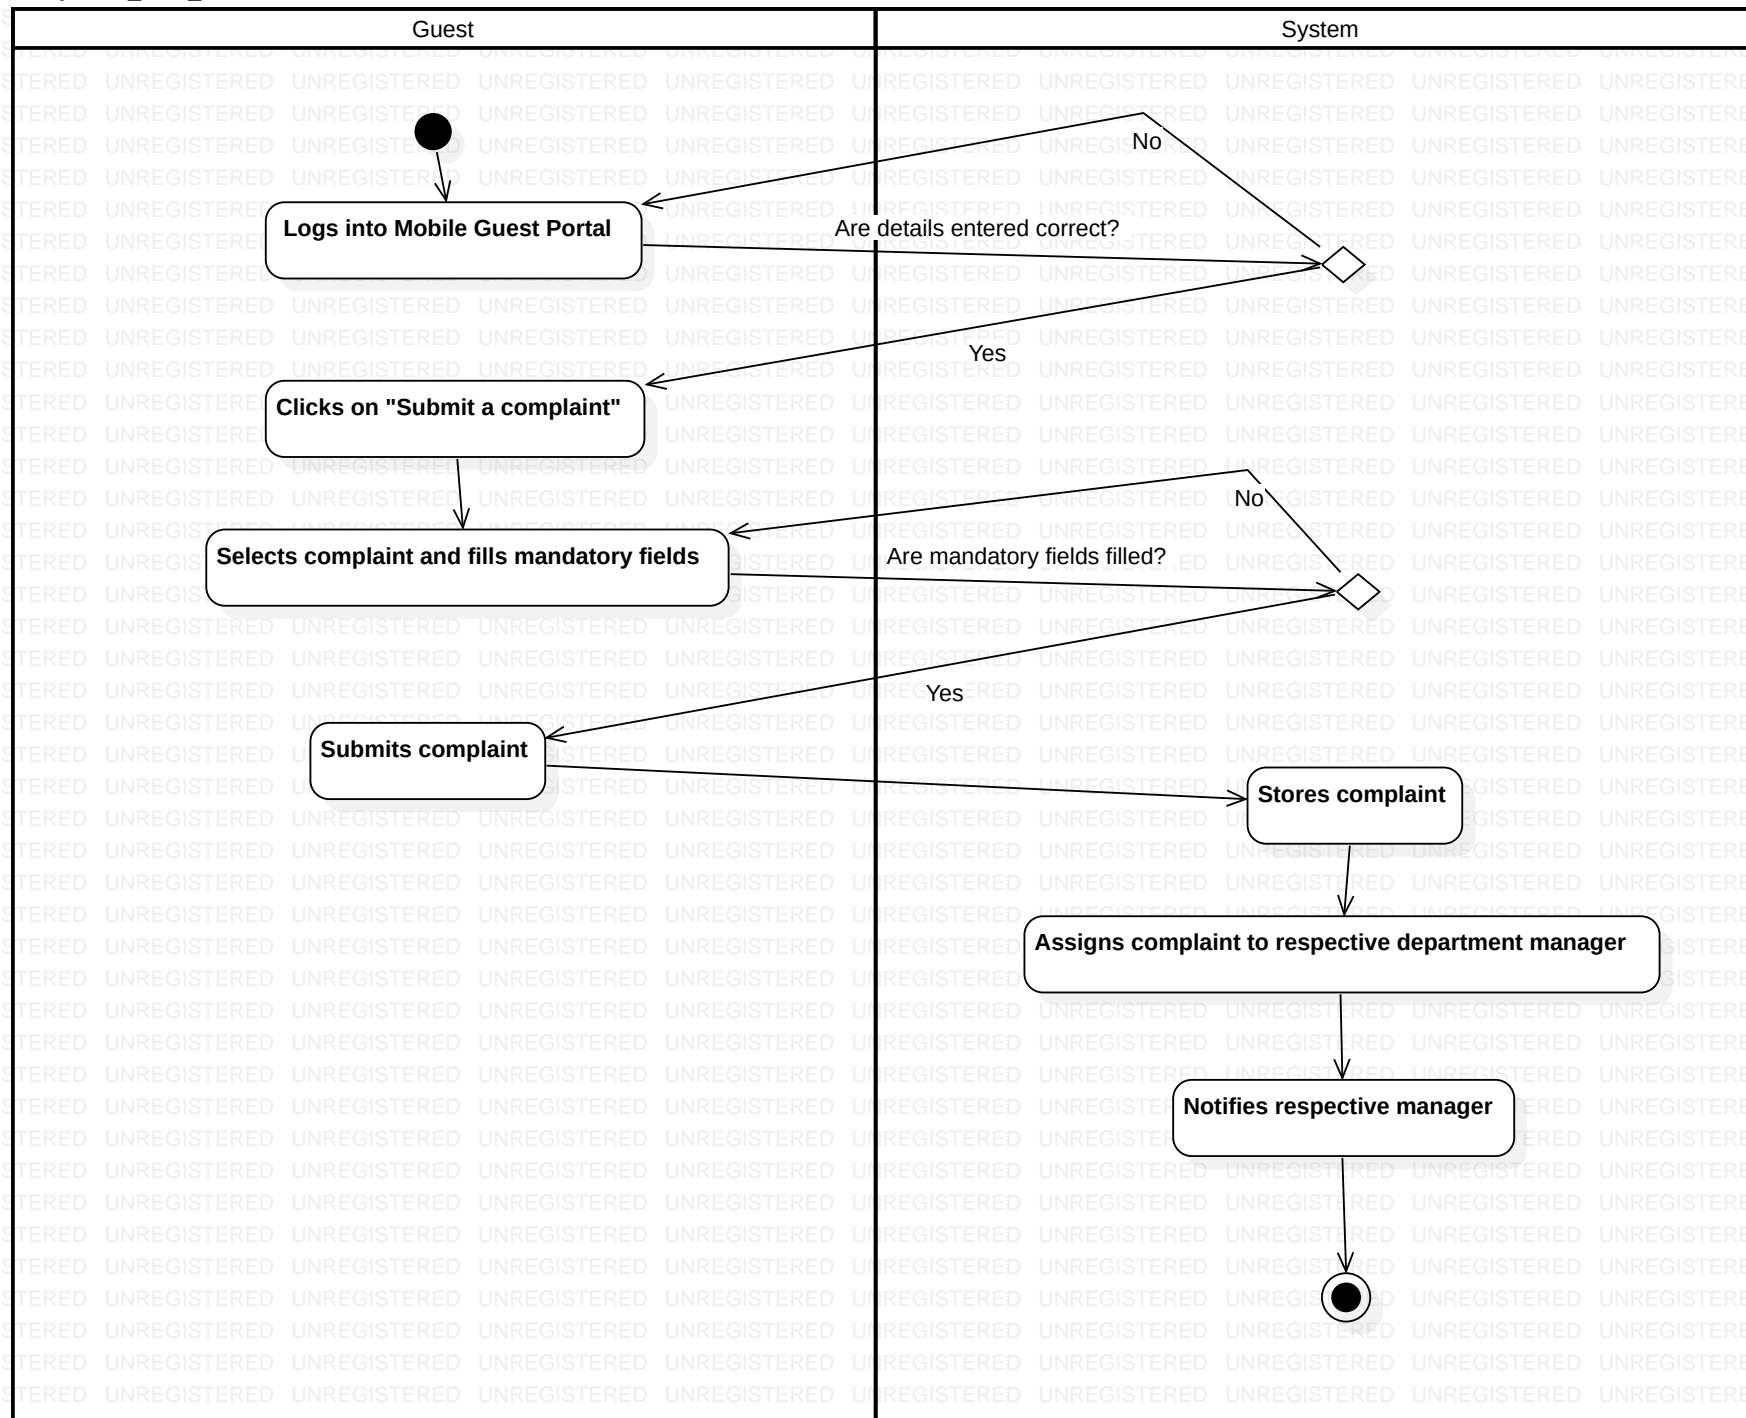 Guest
System
No
Logs into Mobile Guest Portal
Are details entered correct?
Yes
Clicks on "Submit a complaint"
No
Selects complaint and fills mandatory fields
Are mandatory fields filled?
Yes
Submits complaint
Stores complaint
Assigns complaint to respective department manager
Notifies respective manager
UNREGISTERED